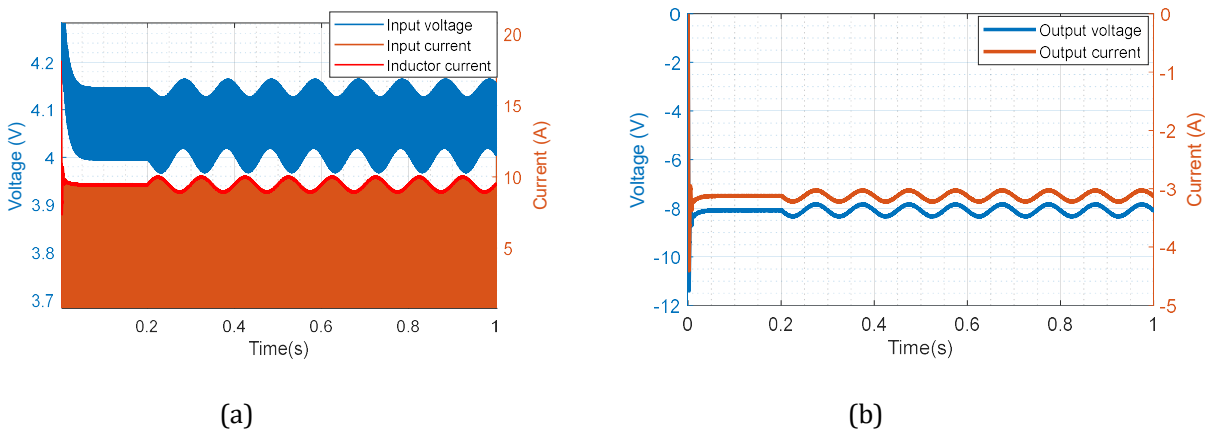 Input voltage
Input current
Inductor current
Voltage (V)
4.2
4.1
4
3.9
3.8
3.7
20
15
10
5
Current (A)
0.2
0.4
0.6
0.8
1
Time(s)
(a)
Output voltage
Output current
Voltage (V)
0
-2
-4
-6
-8
-10
-12
0
-1
-2
-3
-4
-5
Current (A)
0
0.2
0.4
0.6
0.8
1
Time(s)
(b)